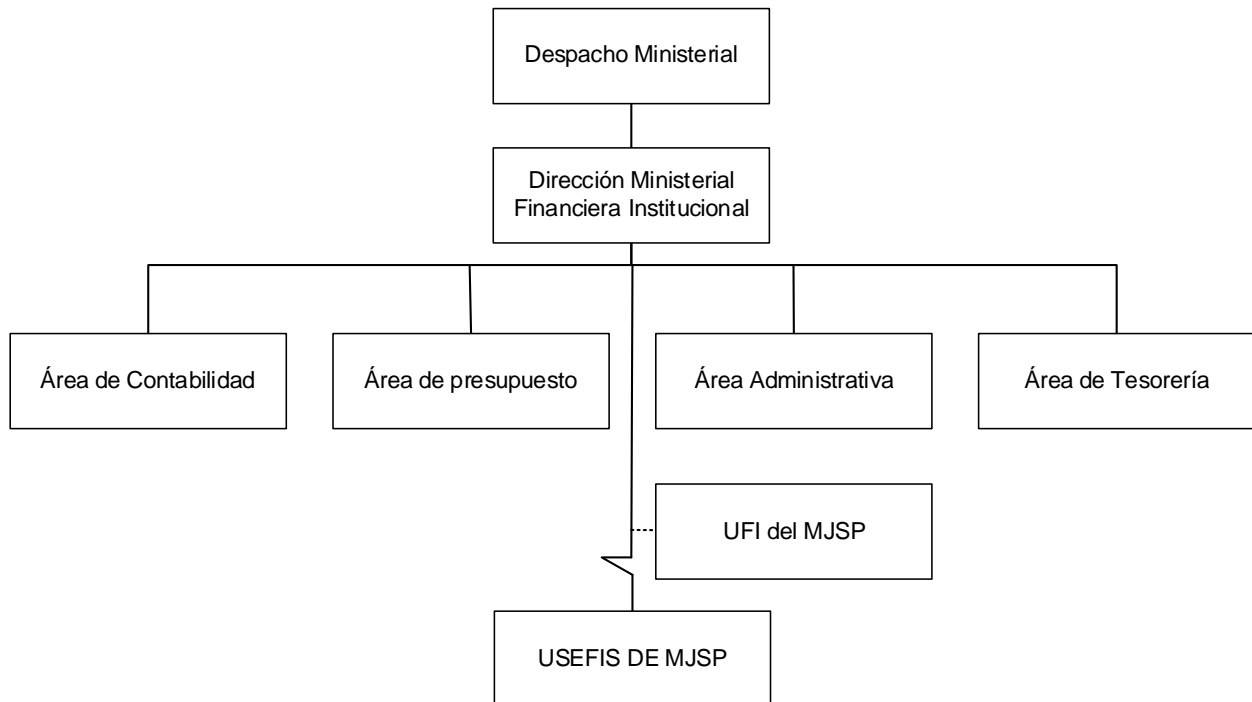 Despacho Ministerial
Dirección Ministerial
Financiera Institucional
Área de Contabilidad
Área de presupuesto
Área Administrativa
Área de Tesorería
UFI del MJSP
USEFIS DE MJSP